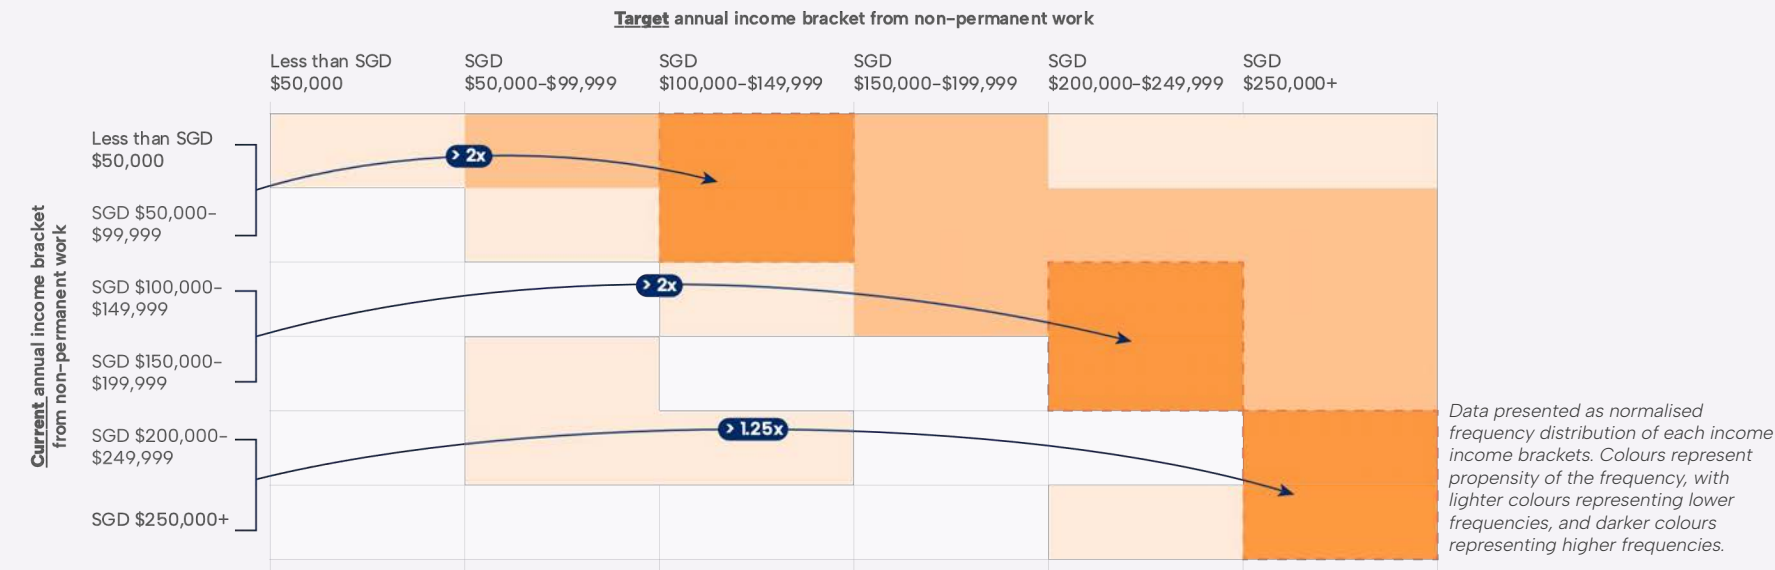 Target annual income bracket from non-permanent work
Less than SGD
$50,000
SGD
$50,000-$99,999
SGD
$100,000-$149,999
SGD
$150,000-$199,999
SGD
$200,000-$249,999
SGD
$250,000+
Current annual income bracket
from non-permanent work
Less than SGD
$50,000
SGD $50,000-
$99,999
SGD $100,000-
$149,999
SGD $150,000-
$199,999
SGD $200,000-
$249,999
SGD $250,000+
> 2x
> 2x
> 1.25x
Data presented as normalised
frequency distribution of each income
income brackets. Colours represent
propensity of the frequency, with
lighter colours representing lower
frequencies, and darker colours
representing higher frequencies.